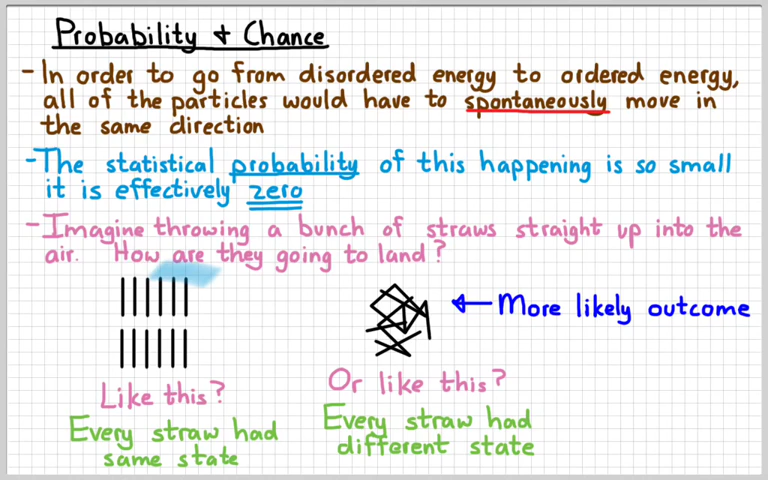 Probability + Chance
- In order to go from disordered energy to ordered energy,
all of the particles would have to spontaneously move in
the same direction
- The statistical probability of this happening is so small
it is effectively zero
- Imagine throwing a bunch of straws straight up into the
air. How are they going to land?
More likely outcome
Like this?
Every straw had
same state
Or like this?
Every straw had
different state